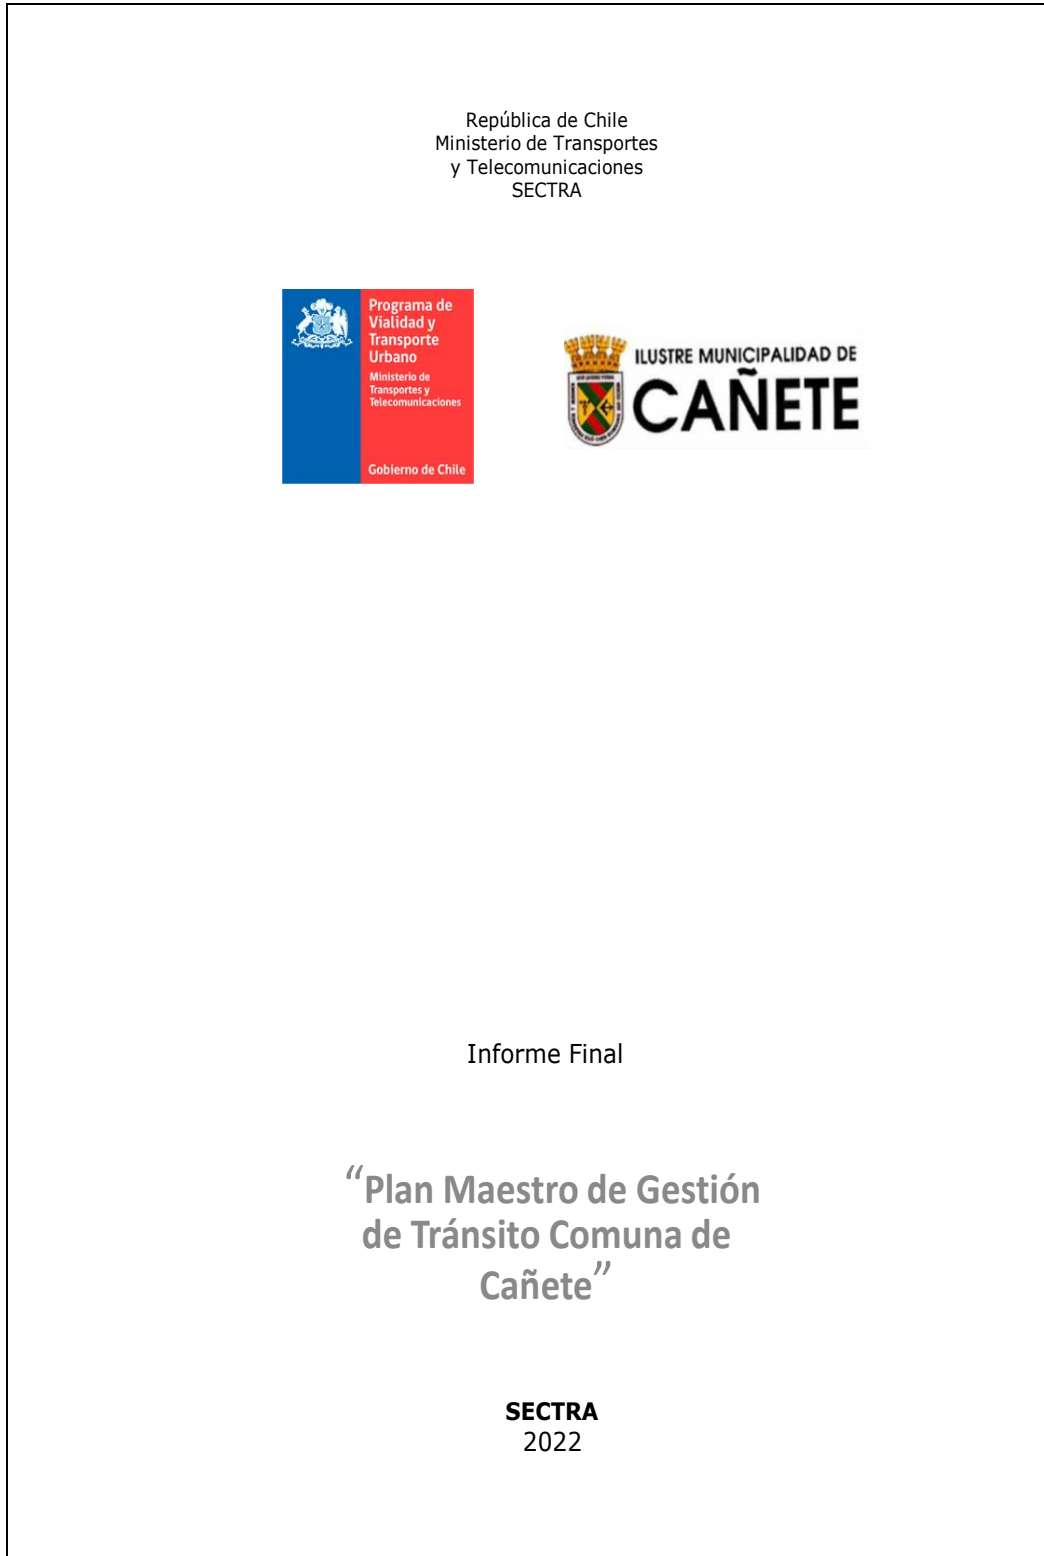 República de Chile
Ministerio de Transportes
y Telecomunicaciones
SECTRA
Programa de
Vialidad y
Transporte
Urbano
Ministerio de
Transportes y
Telecomunicaciones
Gobierno de Chile
ILUSTRE MUNICIPALIDAD DE
CAÑETE
Informe Final
“Plan Maestro de Gestión
de Tránsito Comuna de
Cañete”
SECTRA
2022